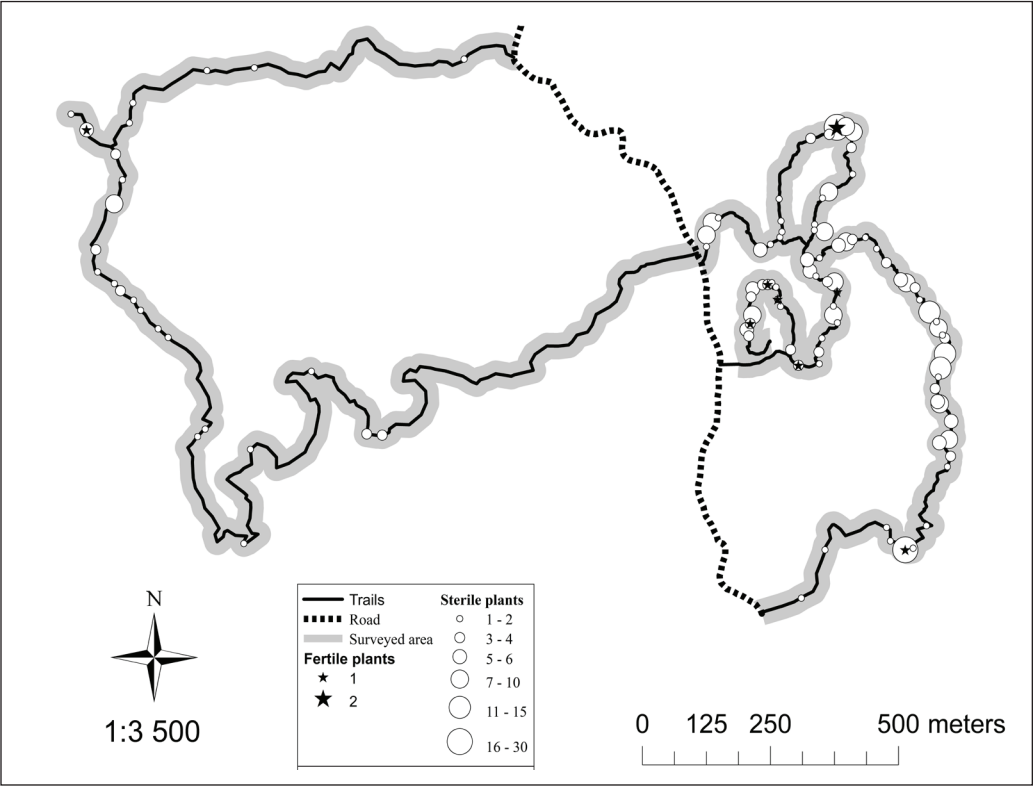 N
1:3 500
Trails
Road
Surveyed area
Fertile plants
1
2
Sterile plants
1 - 2
3 - 4
5 - 6
7 - 10
11 - 15
16 - 30
0 125 250 500 meters